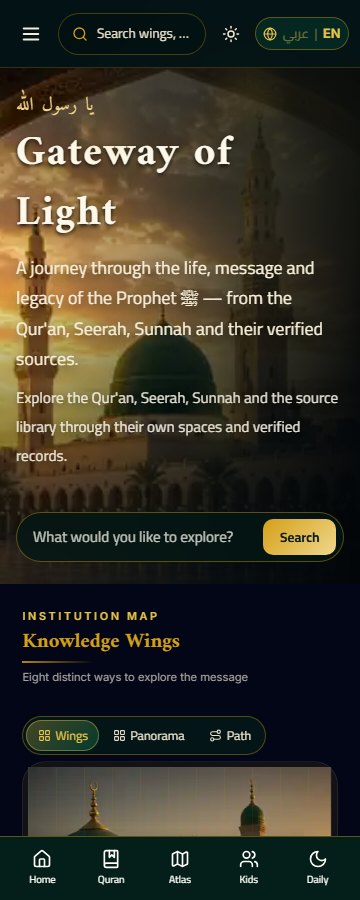 Search wings, ...
عربي | EN
يا رسول الله
Gateway of
Light
A journey through the life, message and
legacy of the Prophet ﷺ — from the
Qur'an, Seerah, Sunnah and their verified
sources.
Explore the Qur'an, Seerah, Sunnah and the source
library through their own spaces and verified
records.
What would you like to explore? Search
INSTITUTION MAP
Knowledge Wings
Eight distinct ways to explore the message
Wings Panorama Path
Home Quran Atlas Kids Daily